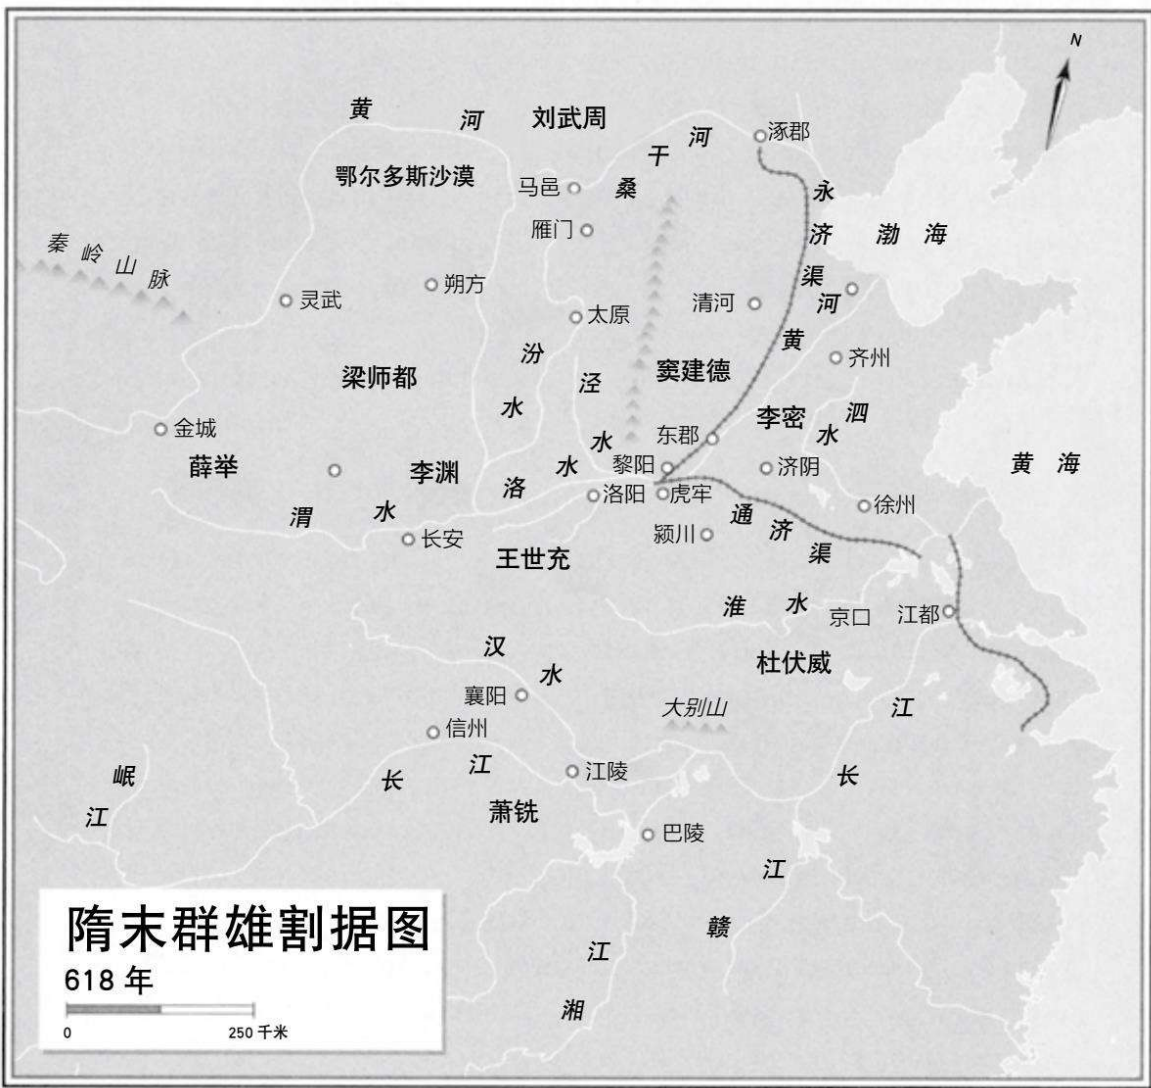 N
黄河
刘武周
桑干河
涿郡
鄂尔多斯沙漠
马邑
永济渠
雁门
渤海
秦岭山脉
灵武
朔方
太原
清河
黄河
齐州
汾水
泾水
梁师都
窦建德
李密
泗水
金城
东郡
薛举
李渊
黎阳
济阴
黄海
洛水
洛阳
虎牢
徐州
渭水
长安
颍川
通济渠
王世充
淮水
京口
江都
汉水
杜伏威
襄阳
大别山
信州
长江
长江
江陵
岷江
萧铣
巴陵
赣江
湘江
隋末群雄割据图
618 年
0
250 千米